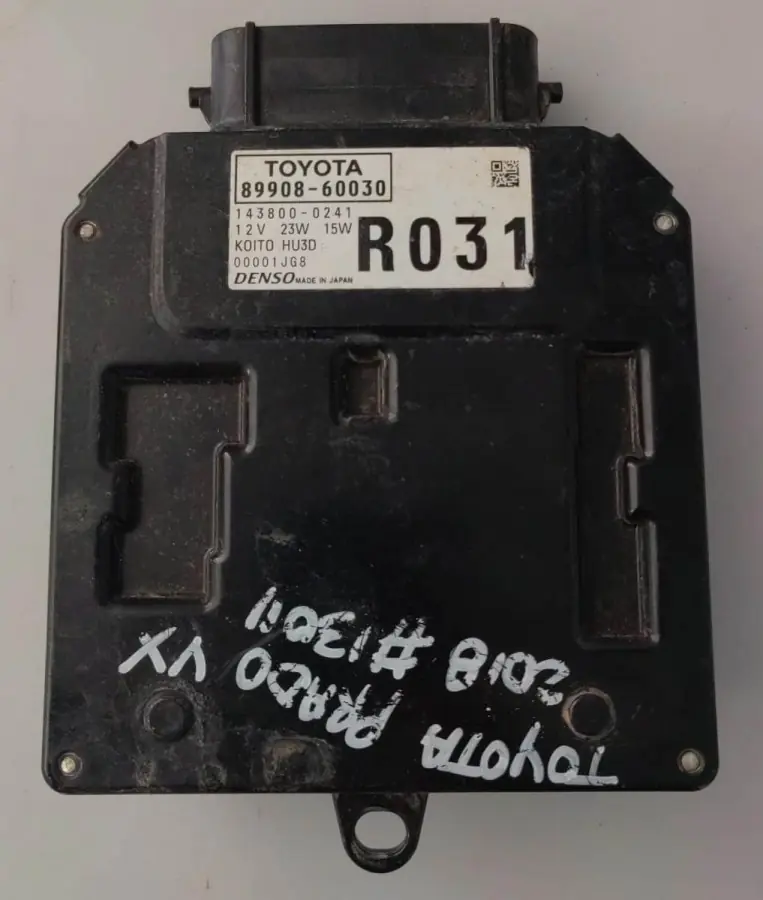 TOYOTA
89908-60030
143800-0241
12V 23W 15W
KOITO HU3D
00001JG8
DENSO MADE IN JAPAN
R031
TOYOTA PRADO VX
2018